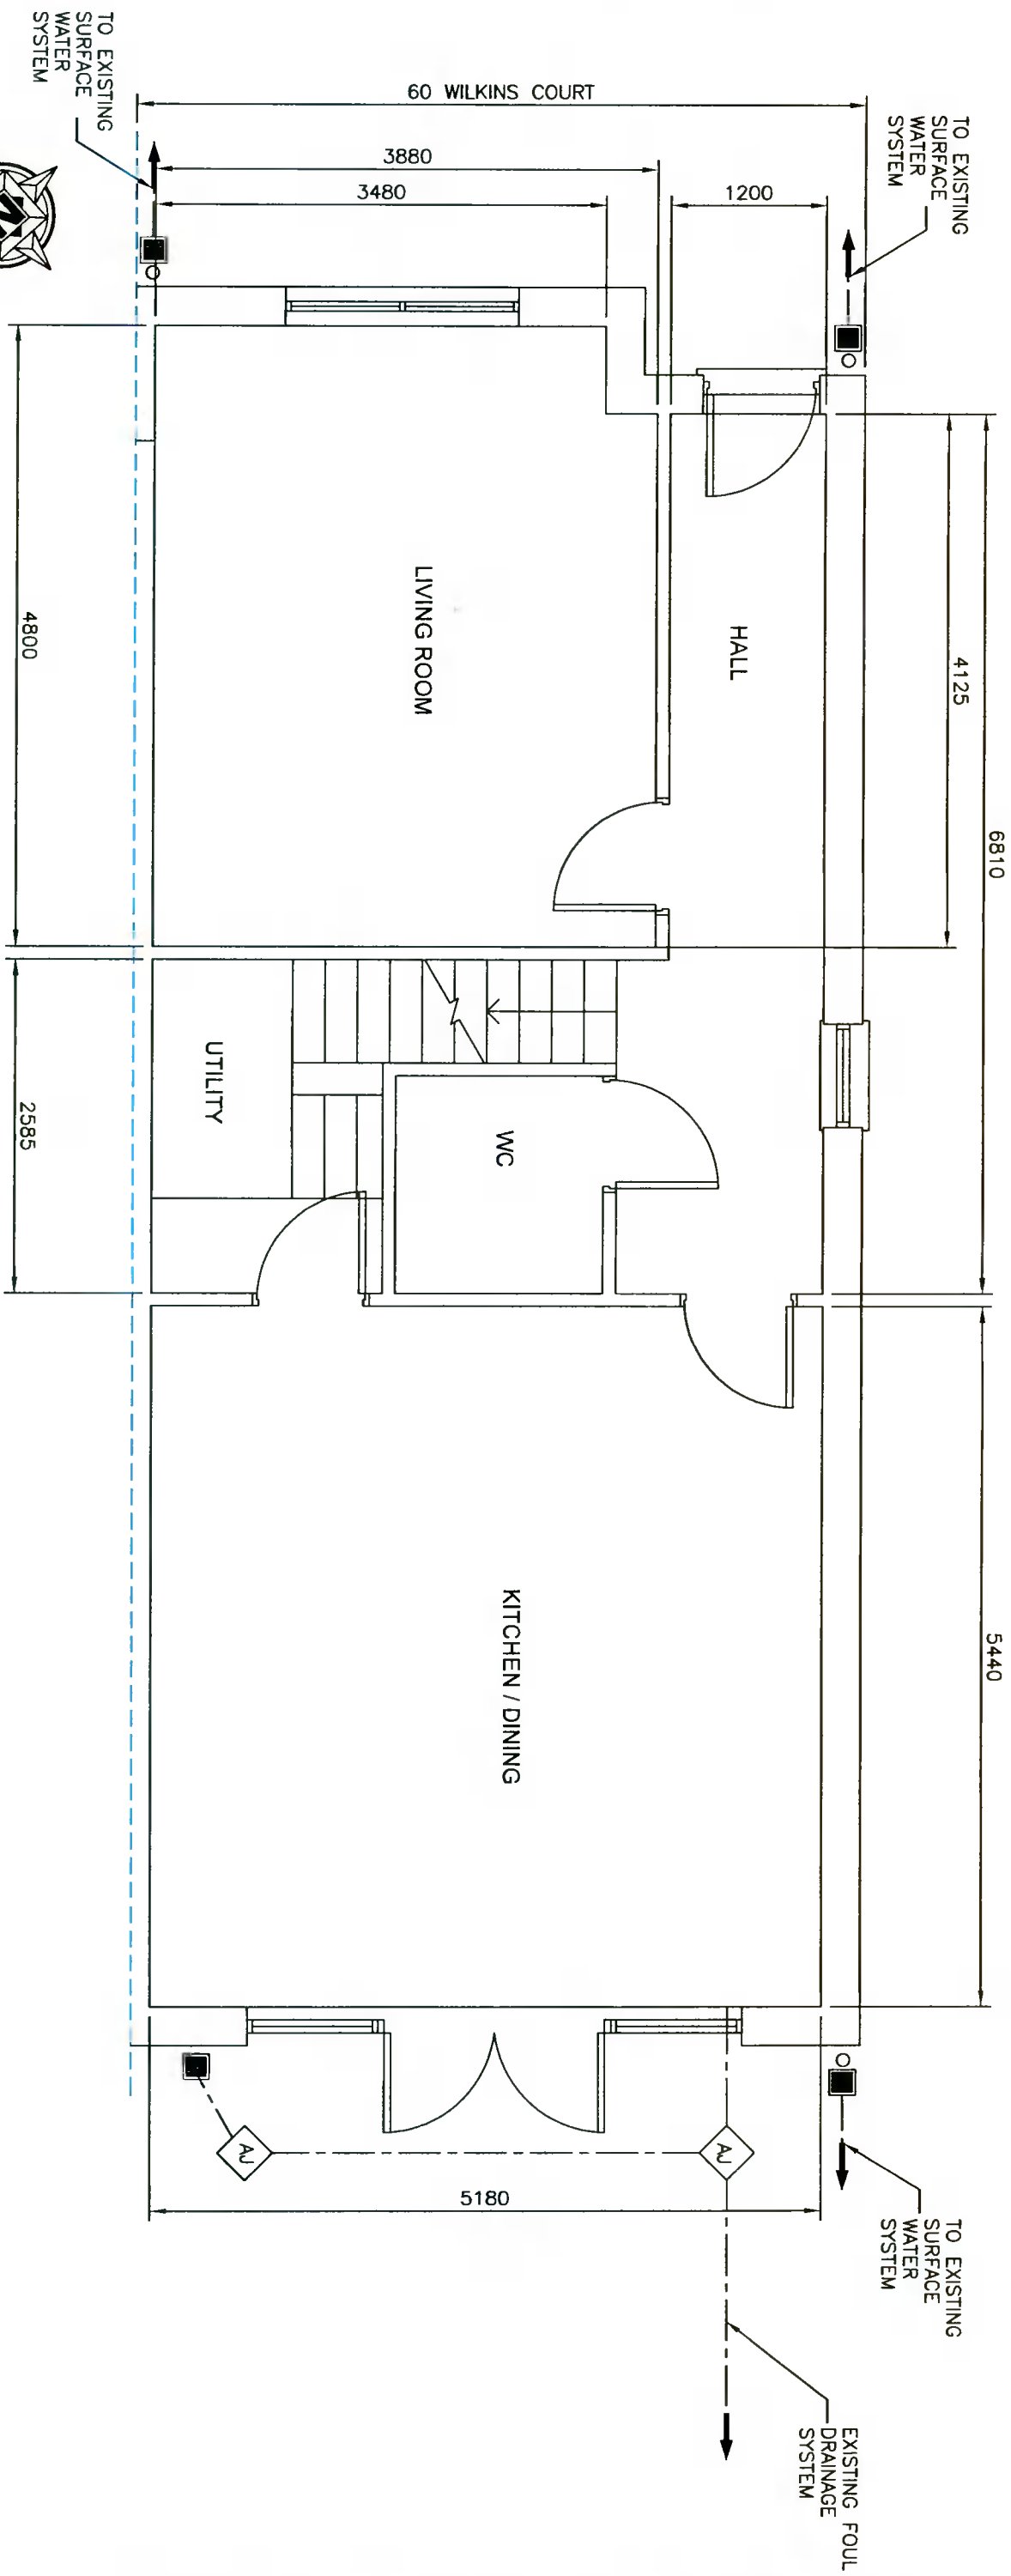 TO EXISTING
SURFACE
WATER
SYSTEM
60 WILKINS COURT
TO EXISTING
SURFACE
WATER
SYSTEM
3880
3480
1200
4800
LIVING ROOM
HALL
4125
6810
2585
UTILITY
WC
KITCHEN / DINING
5440
AJ
AJ
5180
TO EXISTING
SURFACE
WATER
SYSTEM
EXISTING FOUL
DRAINAGE
SYSTEM